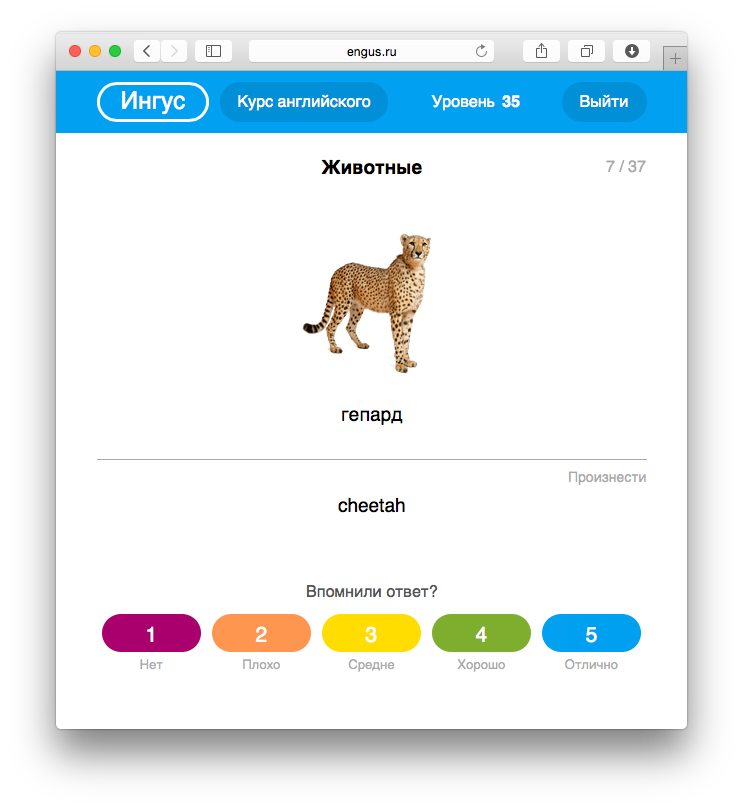 engus.ru
Ингус Курс английского Уровень 35 Выйти
Животные 7 / 37
гепард
Произнести
cheetah
Впомнили ответ?
1 2 3 4 5
Нет Плохо Средне Хорошо Отлично